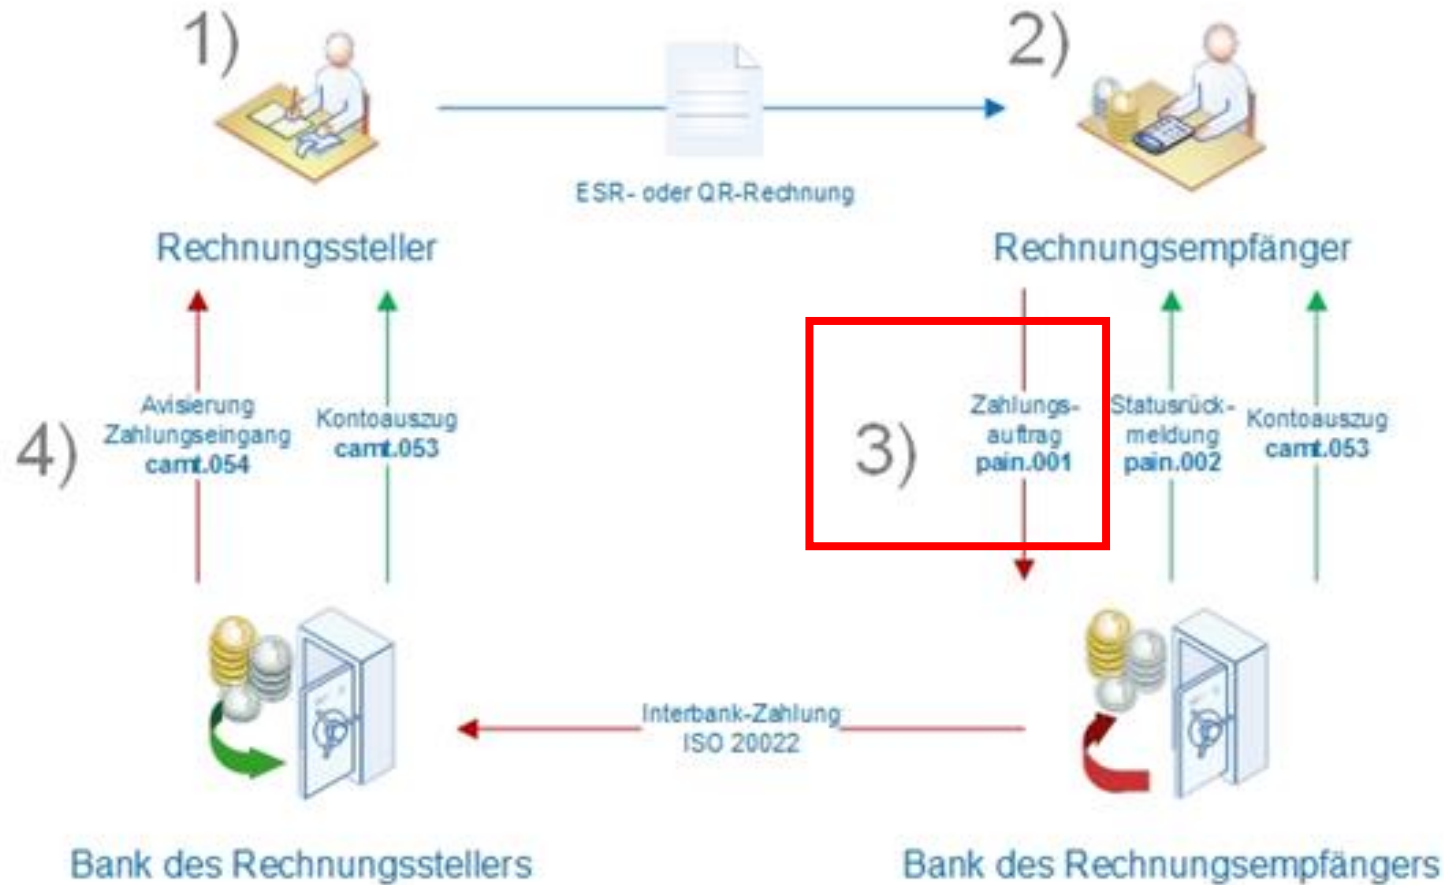 1)
2)
ESR- oder QR-Rechnung
Rechnungssteller
Rechnungsempfänger
4)
Avisierung
Zahlungseingang
camt.054
Kontoauszug
camt.053
3)
Zahlungs-
auftrag
pain.001
Statusrück-
meldung
pain.002
Kontoauszug
camt.053
Interbank-Zahlung
ISO 20022
Bank des Rechnungsstellers
Bank des Rechnungsempfängers